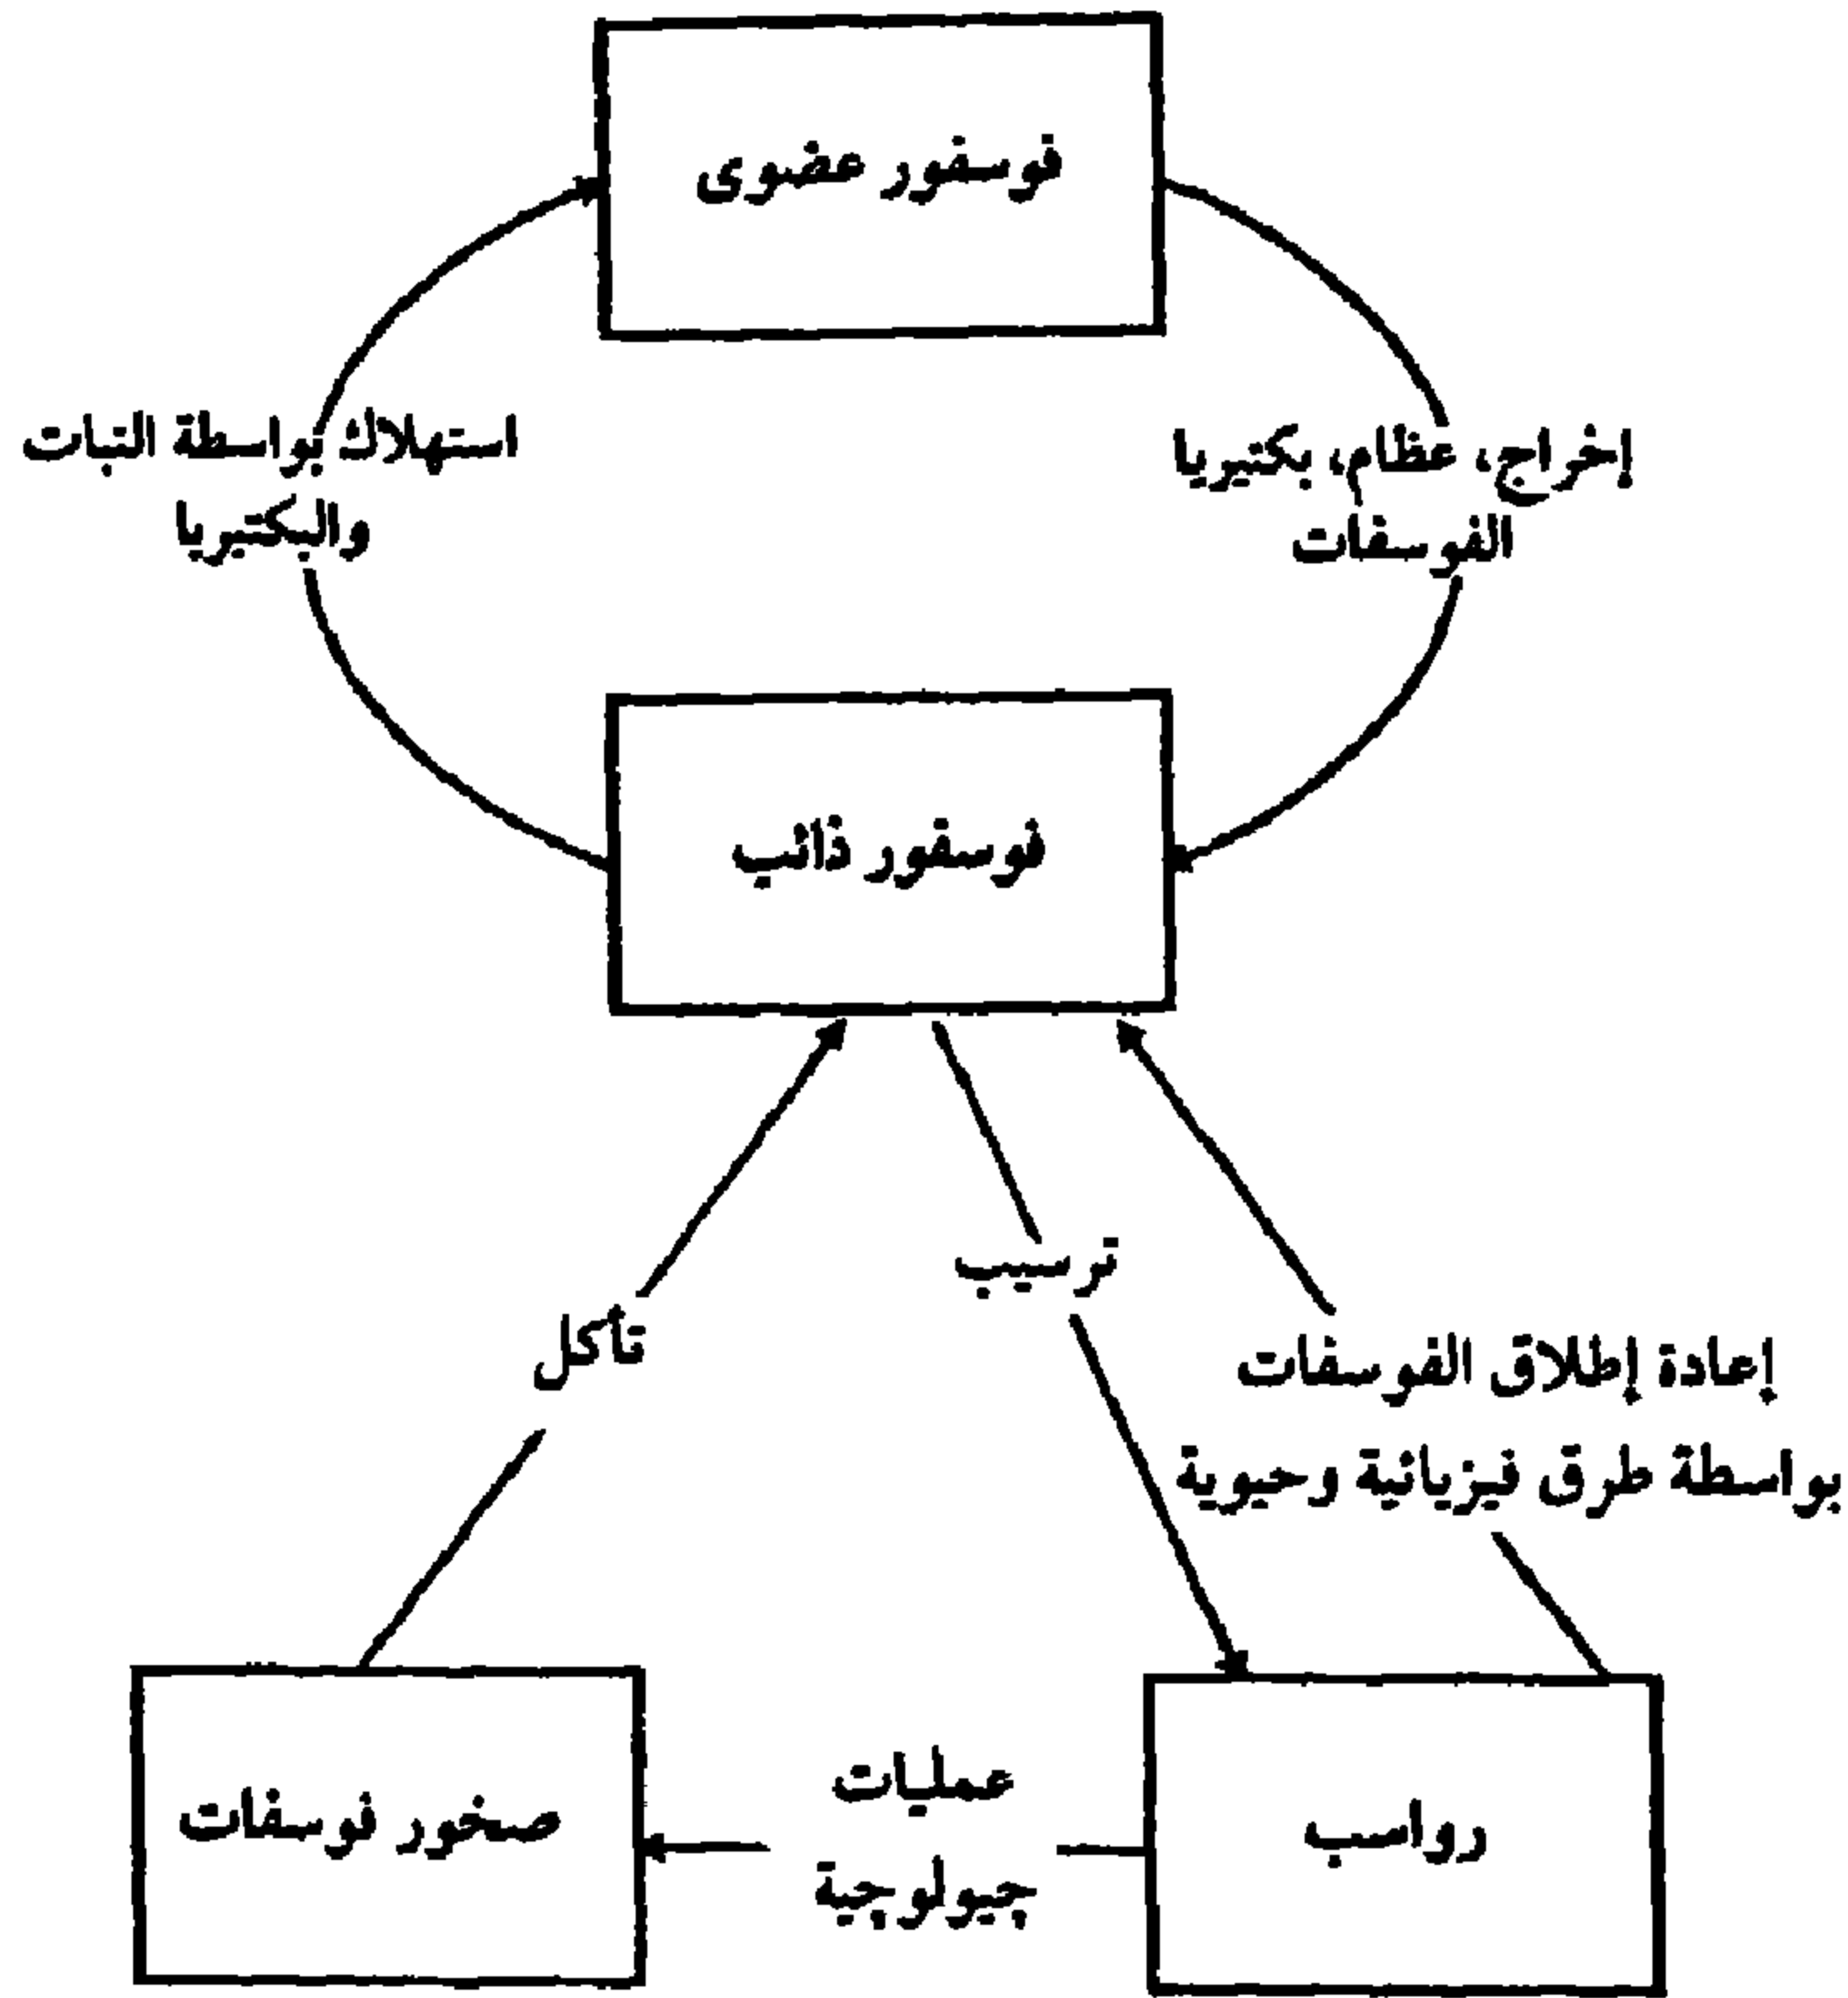 فوسفور عضوى
إخراج، عظام، بكتيريا
الفوسفات
استهلاك بواسطة النبات
والبكتيريا
فوسفور ذائب
ترسيب
تأكل
إعادة إطلاق الفوسفات
بواسطة طرق فيزيائية وحيوية
عمليات
جيولوجية
صخور فوسفات
رواسب